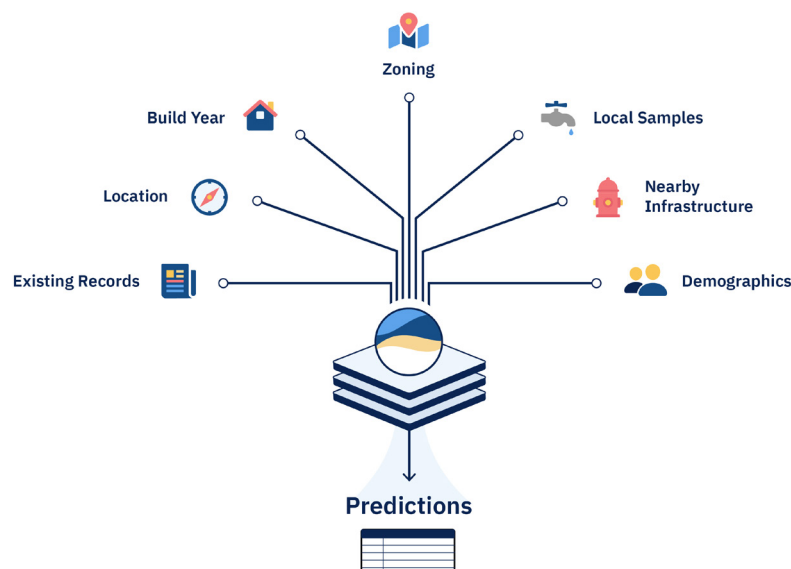 Zoning
Build Year
Local Samples
Location
Nearby
Infrastructure
Existing Records
Demographics
Predictions